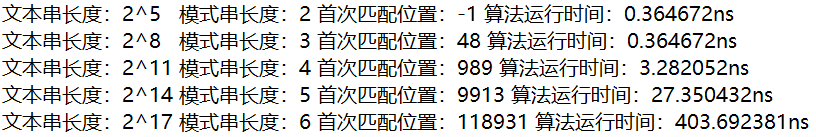 文本串长度：2^5 模式串长度：2 首次匹配位置：-1 算法运行时间：0.364672ns
文本串长度：2^8 模式串长度：3 首次匹配位置：48 算法运行时间：0.364672ns
文本串长度：2^11 模式串长度：4 首次匹配位置：989 算法运行时间：3.282052ns
文本串长度：2^14 模式串长度：5 首次匹配位置：9913 算法运行时间：27.350432ns
文本串长度：2^17 模式串长度：6 首次匹配位置：118931 算法运行时间：403.692381ns